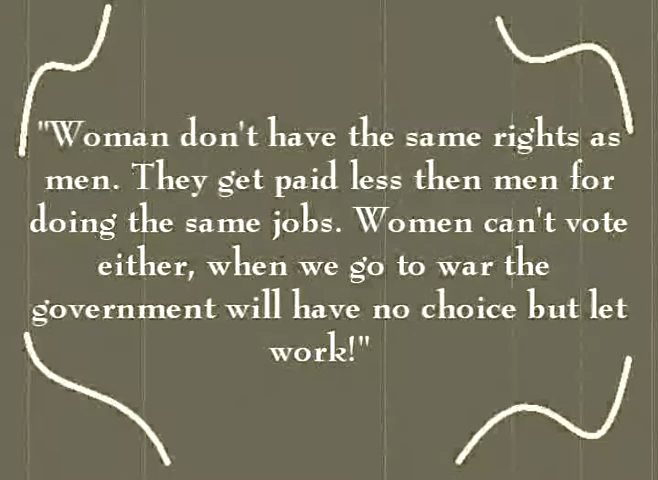 "Woman don't have the same rights as
men. They get paid less then men for
doing the same jobs. Women can't vote
either, when we go to war the
government will have no choice but let
work!"